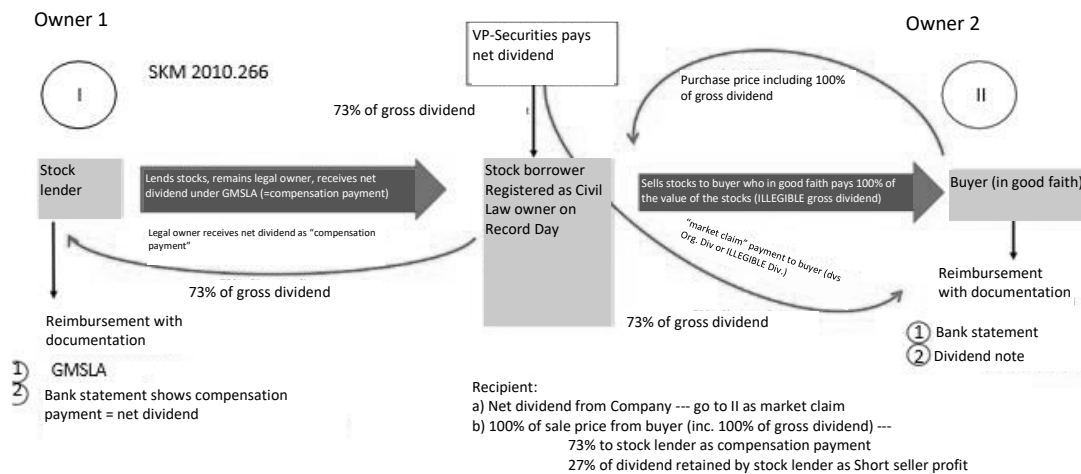 Owner 1
Owner 2
I
SKM 2010.266
VP-Securities pays
net dividend
Purchase price including 100%
of gross dividend
II
73% of gross dividend
t
Stock
lender
Lends stocks, remains legal owner, receives net
dividend under GMSLA (=compensation payment)
Stock borrower
Registered as Civil
Law owner on
Record Day
Sells stocks to buyer who in good faith pays 100% of
the value of the stocks (ILLEGIBLE gross dividend)
Buyer (in good faith)
Legal owner receives net dividend as "compensation
payment"
"market claim" payment to buyer (dvs
Org. Div or ILLEGIBLE Div.)
73% of gross dividend
73% of gross dividend
Reimbursement with
documentation
1 GMSLA
2 Bank statement shows compensation
payment = net dividend
Reimbursement
with documentation
1 Bank statement
2 Dividend note
Recipient:
a) Net dividend from Company --- go to II as market claim
b) 100% of sale price from buyer (inc. 100% of gross dividend) ---
73% to stock lender as compensation payment
27% of dividend retained by stock lender as Short seller profit